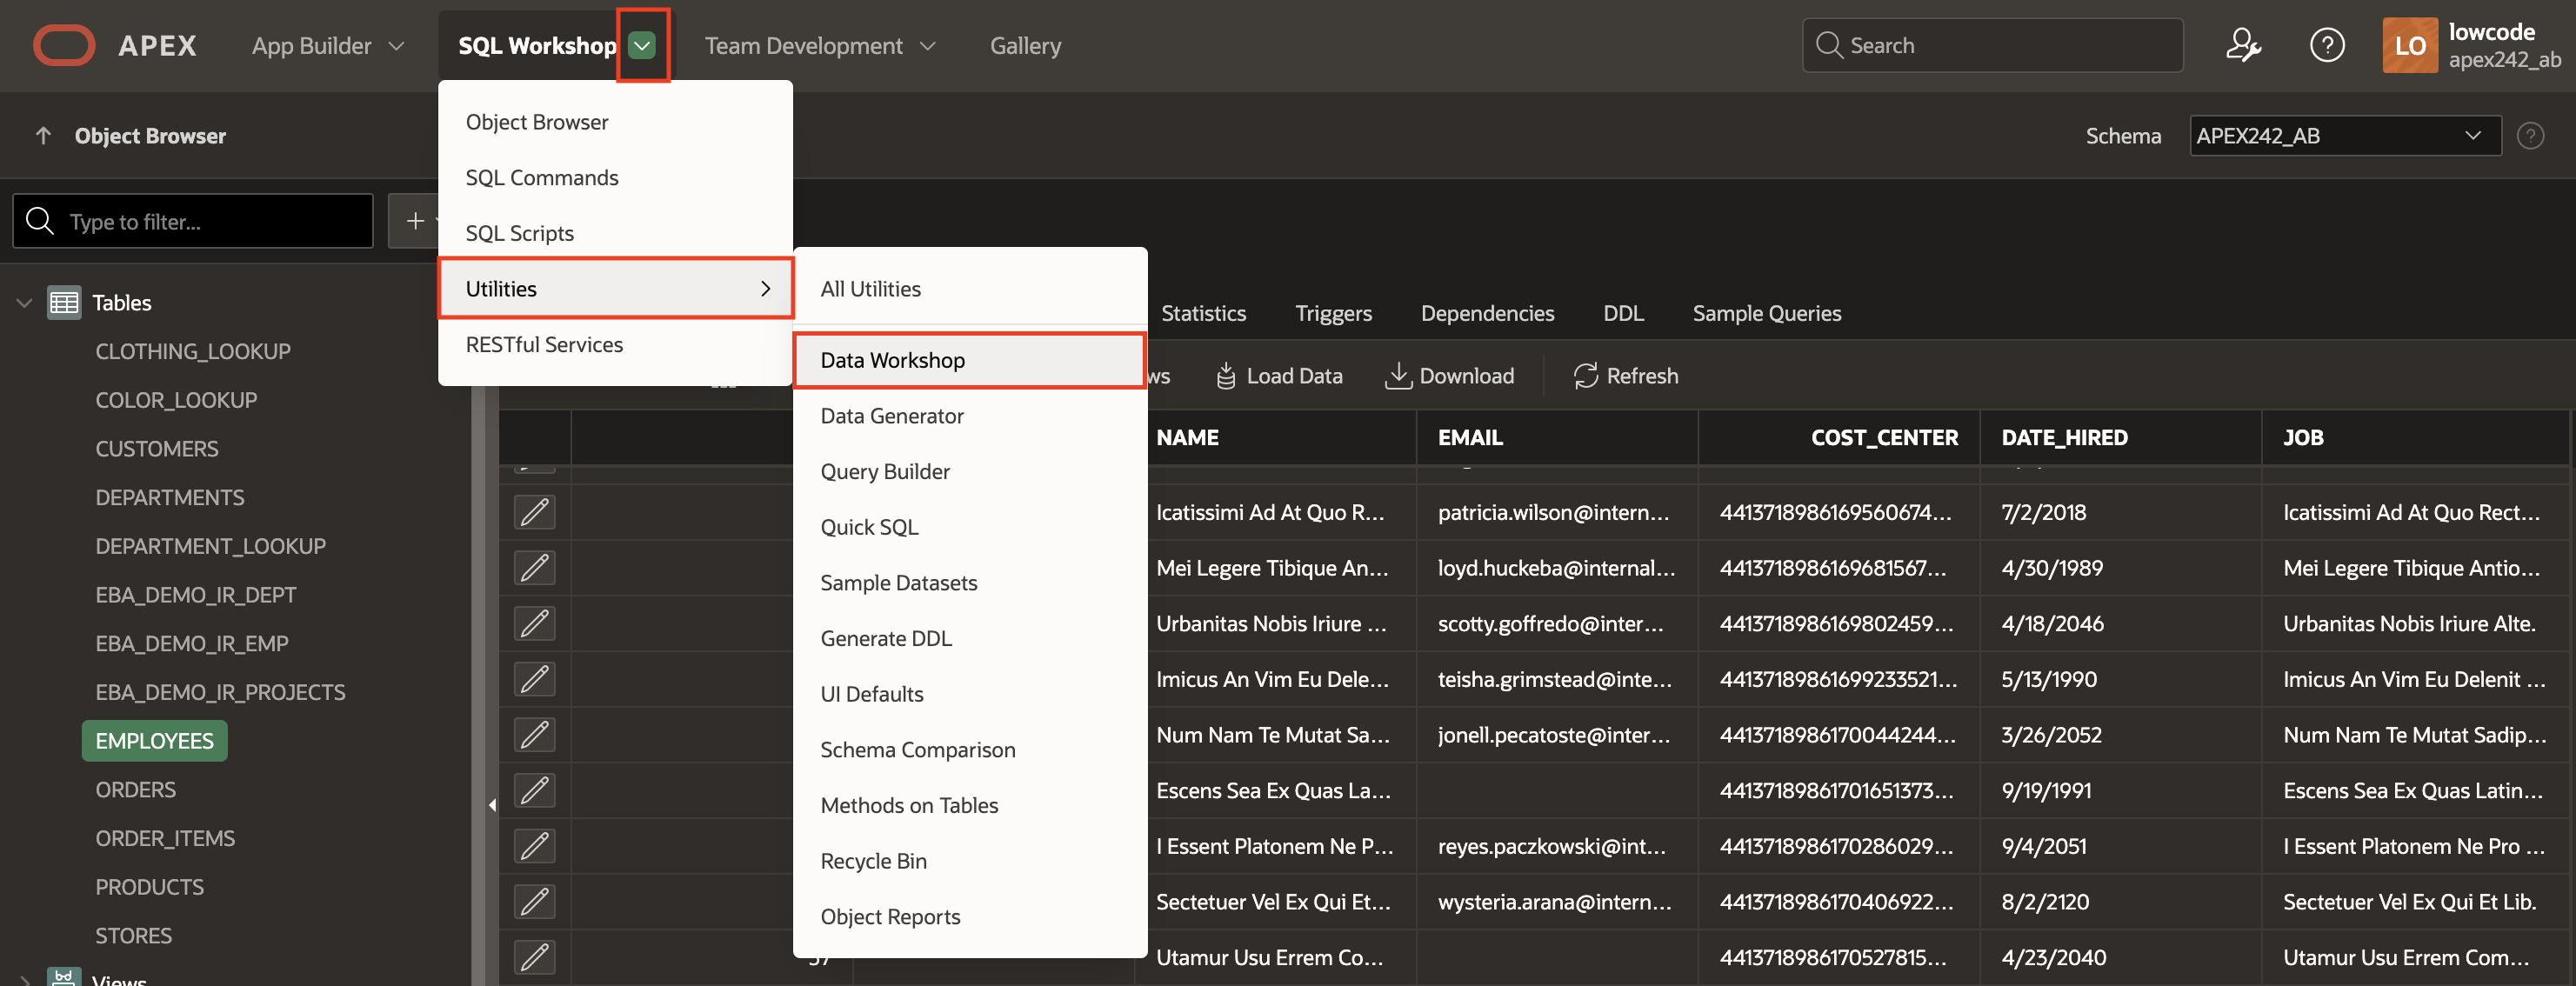 APEX App Builder SQL Workshop Team Development Gallery Search LO lowcode
apex242_ab
Object Browser Schema APEX242_AB
Type to filter...
Object Browser
SQL Commands
SQL Scripts
Utilities
RESTful Services
All Utilities
Data Workshop
Data Generator
Query Builder
Quick SQL
Sample Datasets
Generate DDL
UI Defaults
Schema Comparison
Methods on Tables
Recycle Bin
Object Reports
Tables
CLOTHING_LOOKUP
COLOR_LOOKUP
CUSTOMERS
DEPARTMENTS
DEPARTMENT_LOOKUP
EBA_DEMO_IR_DEPT
EBA_DEMO_IR_EMP
EBA_DEMO_IR_PROJECTS
EMPLOYEES
ORDERS
ORDER_ITEMS
PRODUCTS
STORES
Views
Statistics Triggers Dependencies DDL Sample Queries
Load Data Download Refresh
NAME EMAIL COST_CENTER DATE_HIRED JOB
Icatissimi Ad At Quo R... patricia.wilson@intern... 4413718986169560674... 7/2/2018 Icatissimi Ad At Quo Rect...
Mei Legere Tibique An... loyd.huckeba@internal... 4413718986169681567... 4/30/1989 Mei Legere Tibique Antio...
Urbanitas Nobis Iriure ... scotty.goffredo@inter... 4413718986169802459... 4/18/2046 Urbanitas Nobis Iriure Alte.
Imicus An Vim Eu Dele... teisha.grimstead@inte... 44137189861699233521... 5/13/1990 Imicus An Vim Eu Delenit ...
Num Nam Te Mutat Sa... jonell.pecatoste@inter... 4413718986170044244... 3/26/2052 Num Nam Te Mutat Sadip...
Escens Sea Ex Quas La... 44137189861701651373... 9/19/1991 Escens Sea Ex Quas Latin...
I Essent Platonem Ne P... reyes.paczkowski@int... 4413718986170286029... 9/4/2051 I Essent Platonem Ne Pro ...
Sectetuer Vel Ex Qui Et... wysteria.arana@intern... 4413718986170406922... 8/2/2120 Sectetuer Vel Ex Qui Et Lib.
Utamur Usu Errem Co... 4413718986170527815... 4/23/2040 Utamur Usu Errem Com...